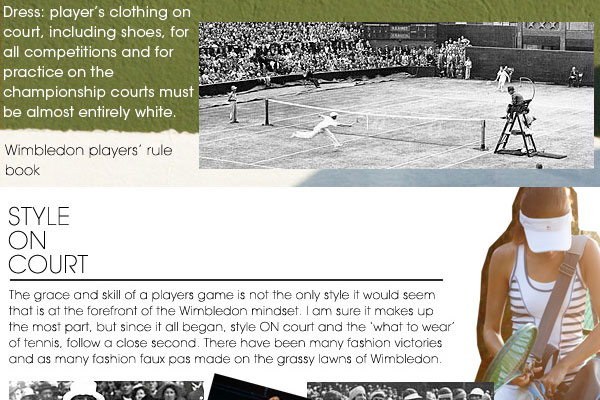 Dress: player's clothing on
court, including shoes, for
all competitions and for
practice on the
championship courts must
be almost entirely white.
Wimbledon players' rule
book
STYLE
ON
COURT
The grace and skill of a players game is not the only style it would seem
that is at the forefront of the Wimbledon mindset. I am sure it makes up
the most part, but since it all began, style ON court and the 'what to wear'
of tennis, follow a close second. There have been many fashion victories
and as many fashion faux pas made on the grassy lawns of Wimbledon.